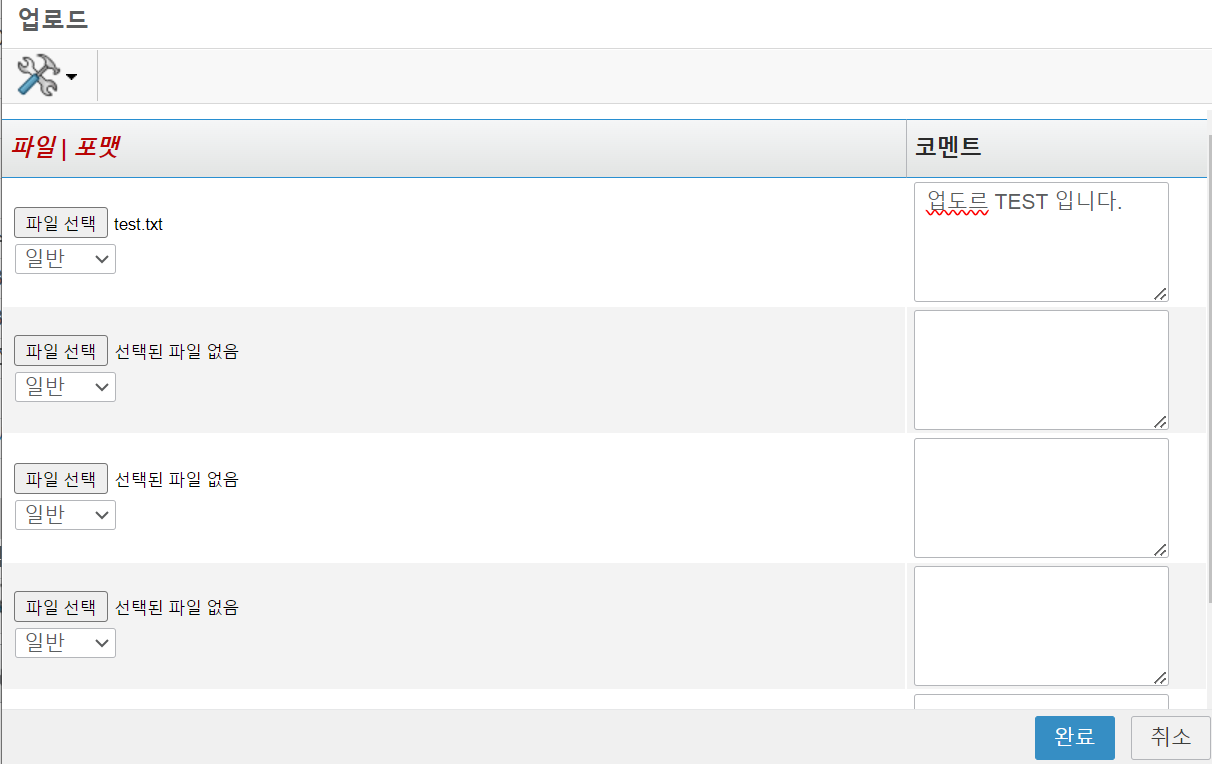 업로드
파일 | 포맷
코멘트
파일 선택 test.txt
일반
업도르 TEST 입니다.
파일 선택 선택된 파일 없음
일반
파일 선택 선택된 파일 없음
일반
파일 선택 선택된 파일 없음
일반
완료
취소